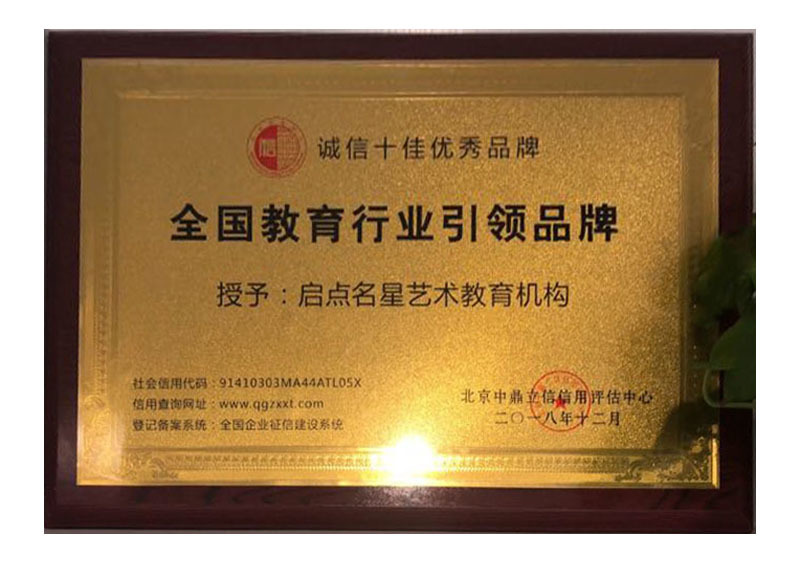 信
诚信十佳优秀品牌
全国教育行业引领品牌
授予：启点名星艺术教育机构
社会信用代码：91410303MA44ATL05X
信用查询网址：www.qgzxxt.com
登记备案系统：全国企业征信建设系统
北京中鼎立信信用评估中心
二〇一八年十二月